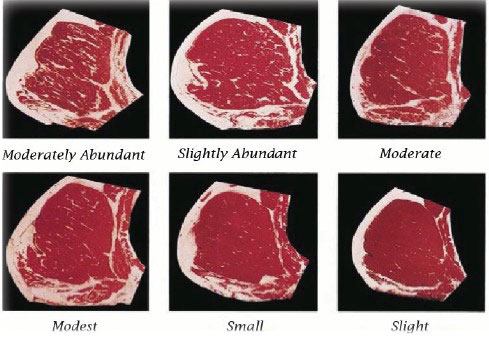 Moderately Abundant
Slightly Abundant
Moderate
Modest
Small
Slight